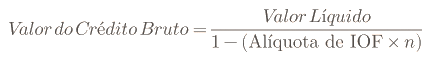 Valor do Crédito Bruto = Valor Líquido / 1 − (Alíquota de IOF × n)